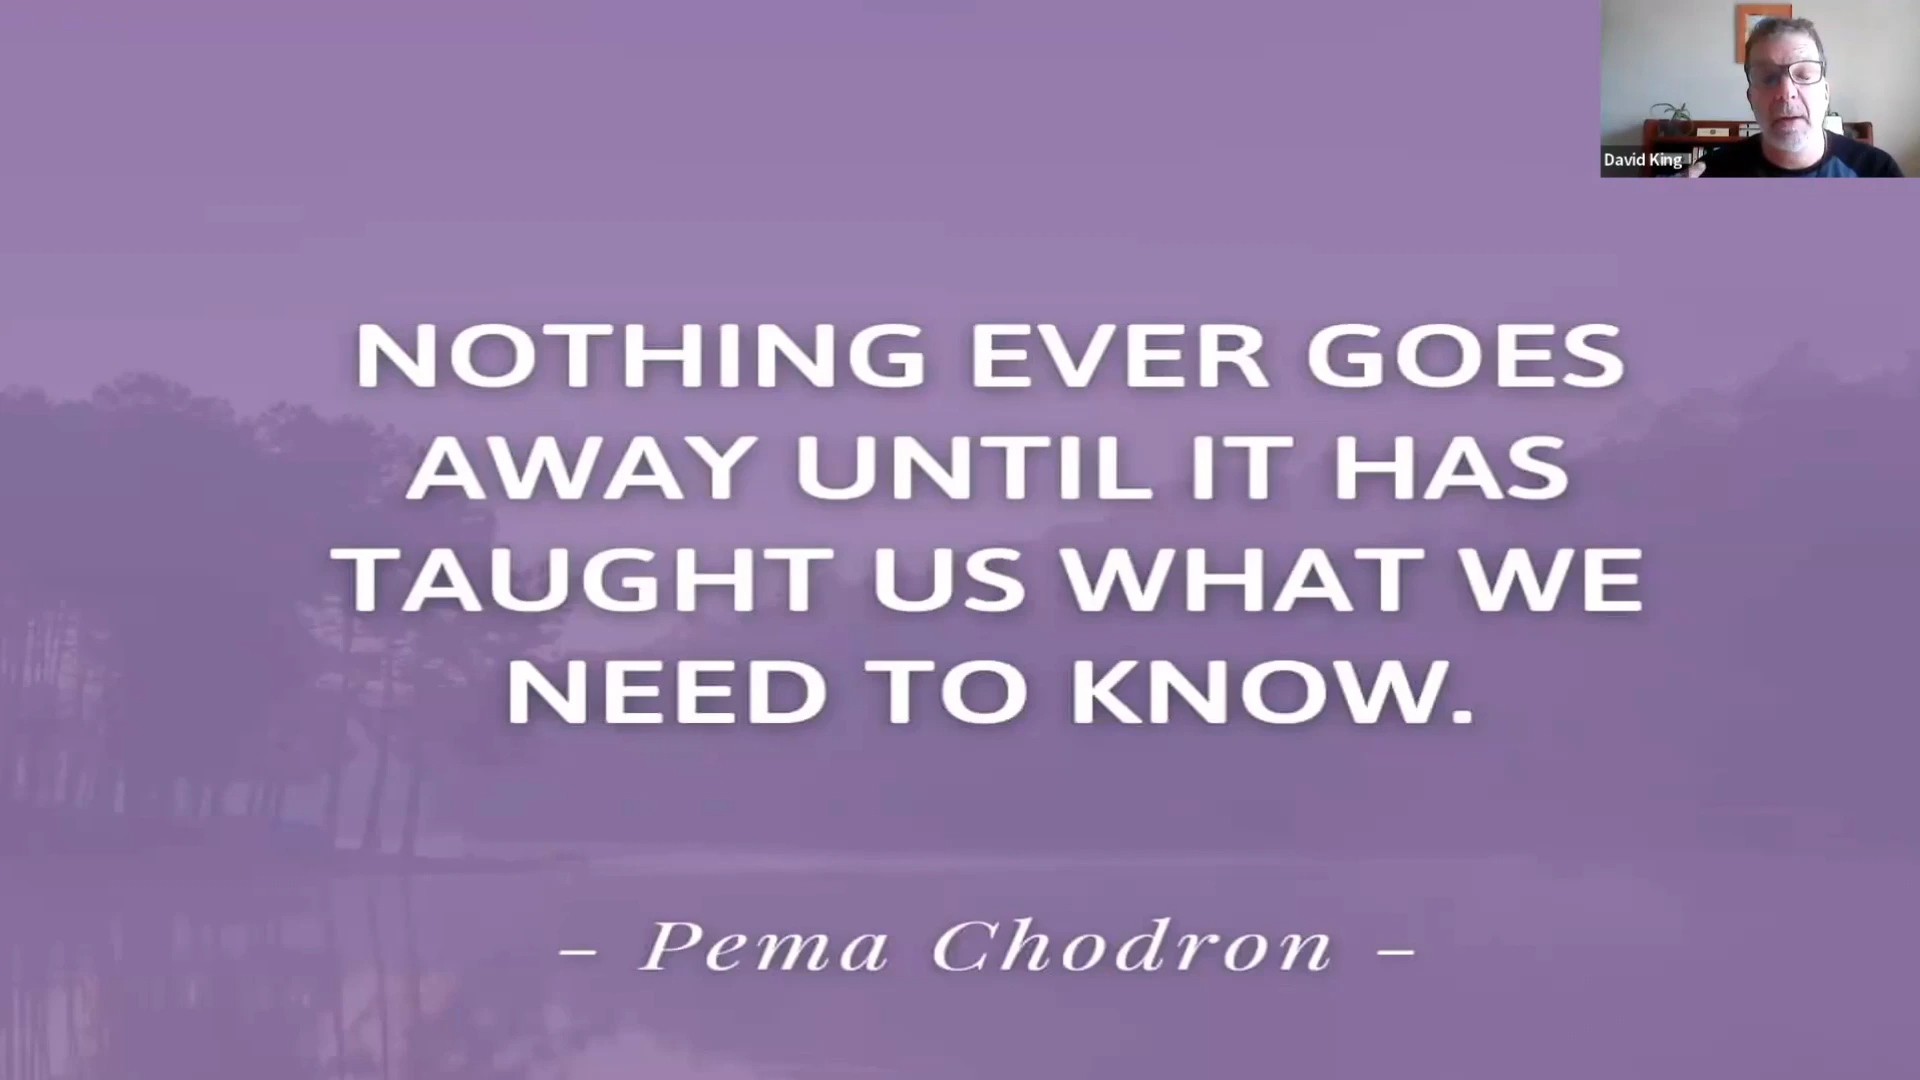 David King
NOTHING EVER GOES
AWAY UNTIL IT HAS
TAUGHT US WHAT WE
NEED TO KNOW.
– Pema Chodron –